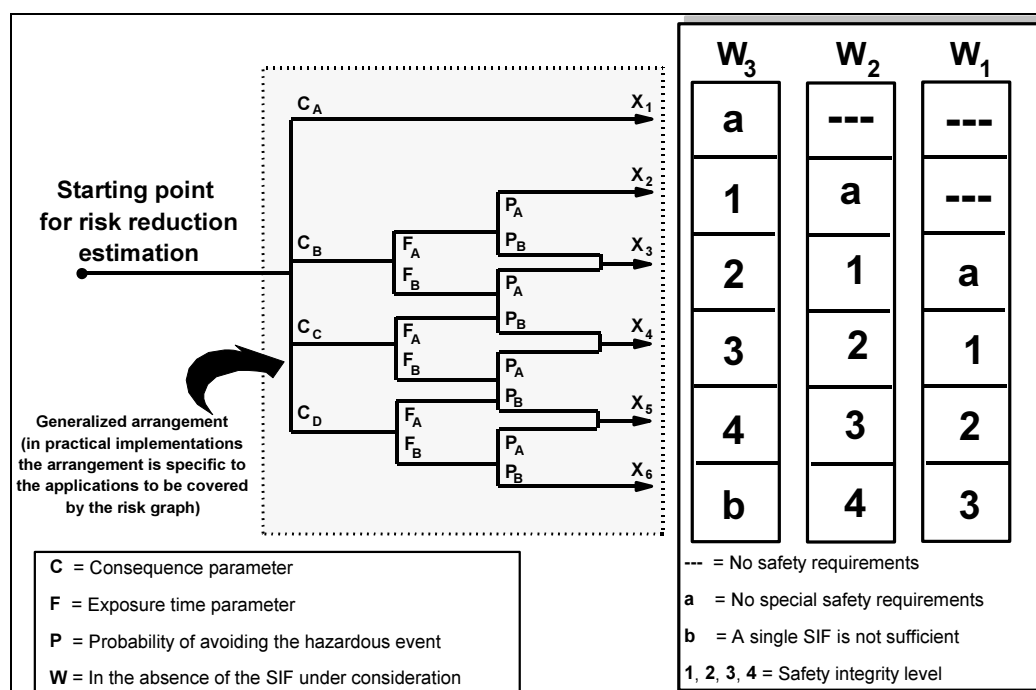 W3 W2 W1
CA X1
a --- ---
Starting point
for risk reduction
estimation
X2
PA
1 a ---
CB FA PB X3
FB PA
2 1 a
CC FA PB X4
FB PA
3 2 1
CD FA PB X5
FB PA
4 3 2
PB X6
b 4 3
Generalized arrangement
(in practical implementations
the arrangement is specific to
the applications to be covered
by the risk graph)
C = Consequence parameter
F = Exposure time parameter
P = Probability of avoiding the hazardous event
W = In the absence of the SIF under consideration
--- = No safety requirements
a = No special safety requirements
b = A single SIF is not sufficient
1, 2, 3, 4 = Safety integrity level